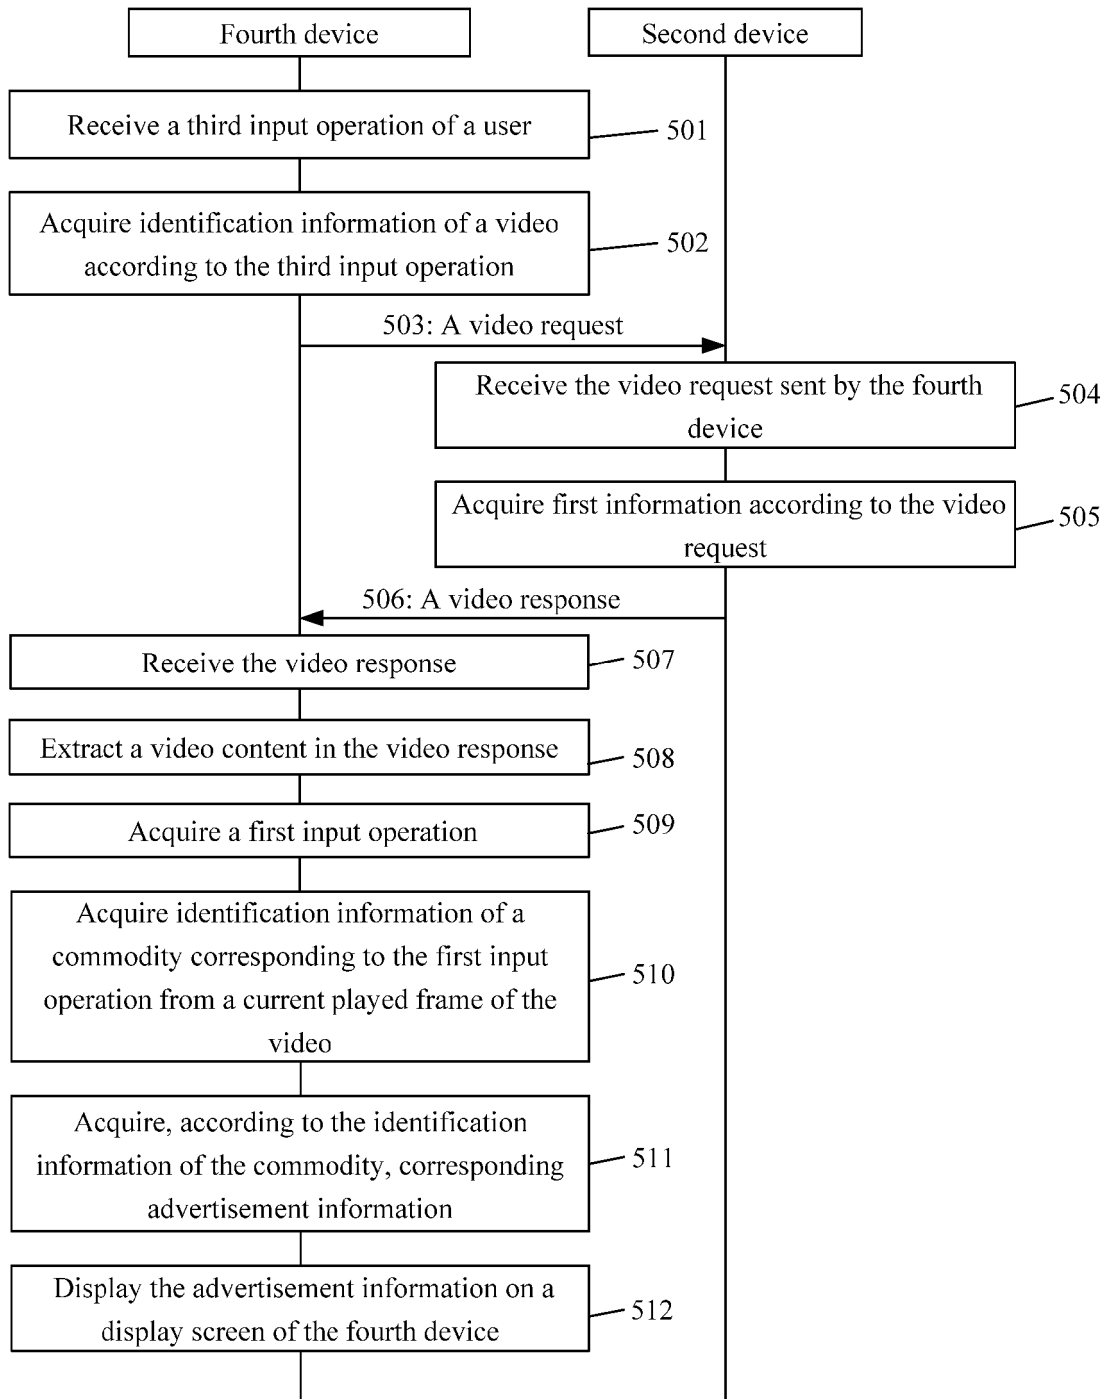 Fourth device
Second device
Receive a third input operation of a user
501
Acquire identification information of a video
according to the third input operation
502
503: A video request
Receive the video request sent by the fourth
device
504
Acquire first information according to the video
request
505
506: A video response
Receive the video response
507
Extract a video content in the video response
508
Acquire a first input operation
509
Acquire identification information of a
commodity corresponding to the first input
operation from a current played frame of the
video
510
Acquire, according to the identification
information of the commodity, corresponding
advertisement information
511
Display the advertisement information on a
display screen of the fourth device
512